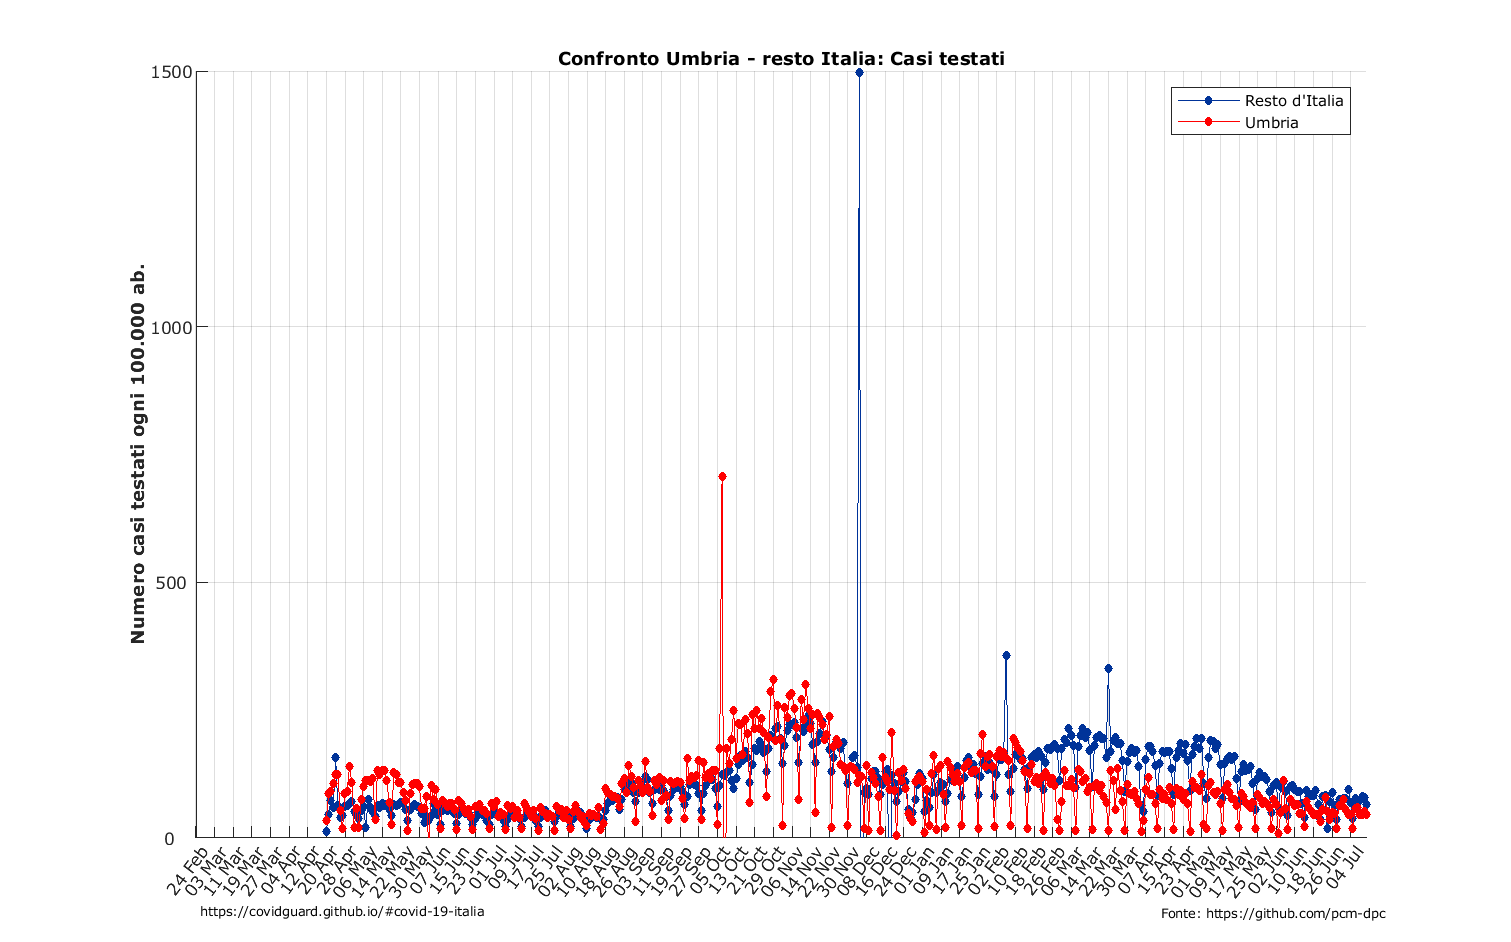 Confronto Umbria - resto Italia: Casi testati
Numero casi testati ogni 100.000 ab.
1500
1000
500
0
Resto d'Italia
Umbria
24 Feb
03 Mar
11 Mar
19 Mar
27 Mar
04 Apr
12 Apr
20 Apr
28 Apr
06 May
14 May
22 May
30 May
07 Jun
15 Jun
23 Jun
01 Jul
09 Jul
17 Jul
25 Jul
02 Aug
10 Aug
18 Aug
26 Aug
03 Sep
11 Sep
19 Sep
27 Sep
05 Oct
13 Oct
21 Oct
29 Oct
06 Nov
14 Nov
22 Nov
30 Nov
08 Dec
16 Dec
24 Dec
01 Jan
09 Jan
17 Jan
25 Jan
02 Feb
10 Feb
18 Feb
26 Feb
06 Mar
14 Mar
22 Mar
30 Mar
07 Apr
15 Apr
23 Apr
01 May
09 May
17 May
25 May
02 Jun
10 Jun
18 Jun
26 Jun
04 Jul
https://covidguard.github.io/#covid-19-italia
Fonte: https://github.com/pcm-dpc